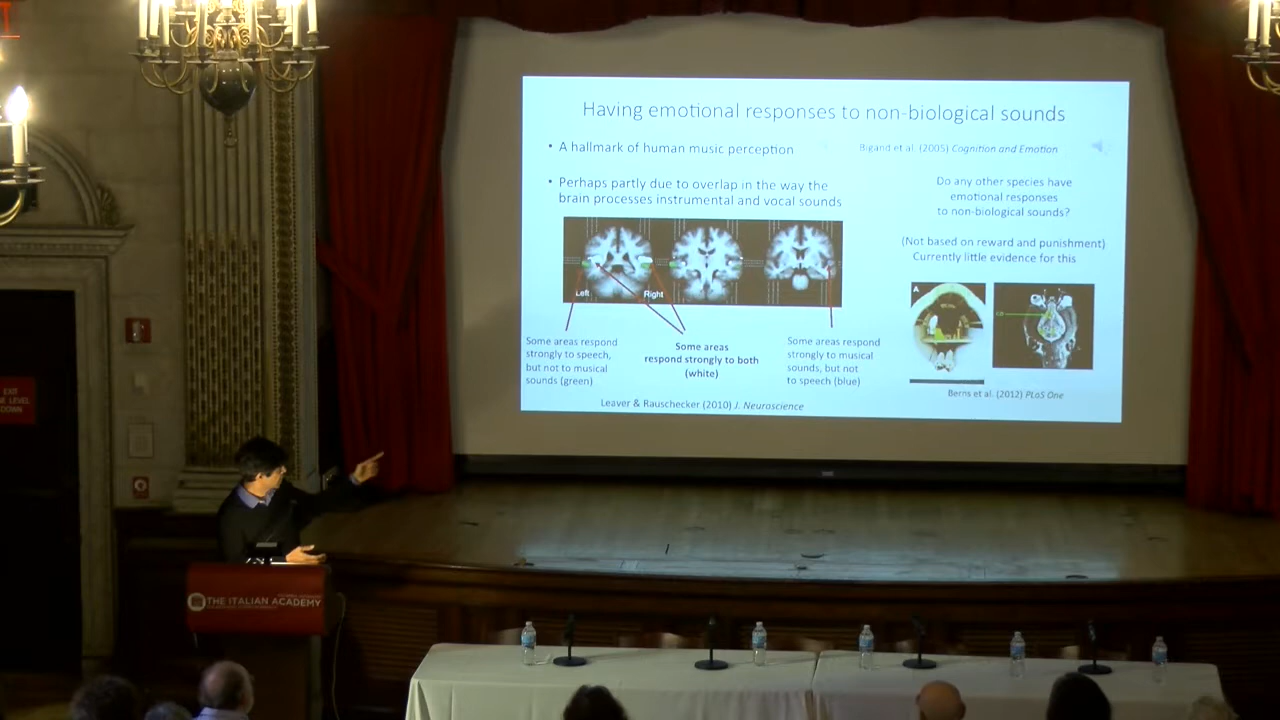 Having emotional responses to non-biological sounds
• A hallmark of human music perception
Bigand et al. (2005) Cognition and Emotion
• Perhaps partly due to overlap in the way the
brain processes instrumental and vocal sounds
Do any other species have
emotional responses
to non-biological sounds?
(Not based on reward and punishment)
Currently little evidence for this
Left
Right
A
Some areas respond
strongly to speech,
but not to musical
sounds (green)
Some areas
respond strongly to both
(white)
Some areas respond
strongly to musical
sounds, but not
to speech (blue)
Leaver & Rauschecker (2010) J. Neuroscience
Berns et al. (2012) PLoS One
EXIT
LEVEL
DOWN
THE ITALIAN ACADEMY